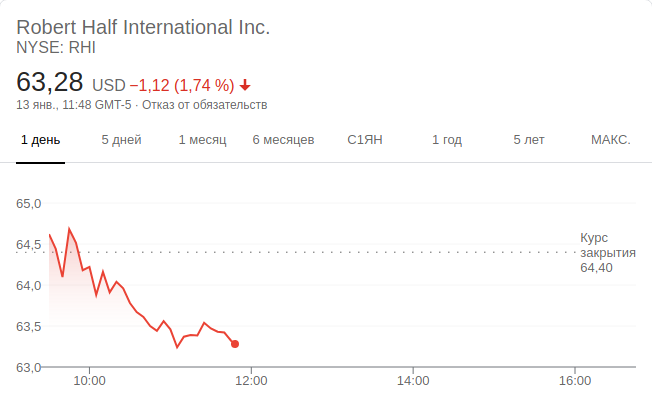 Robert Half International Inc.
NYSE: RHI
63,28 USD −1,12 (1,74 %)
13 янв., 11:48 GMT-5 · Отказ от обязательств
1 день 5 дней 1 месяц 6 месяцев С1ЯН 1 год 5 лет МАКС.
65,0
64,5
64,0
63,5
63,0
Курс
закрытия
64,40
10:00 12:00 14:00 16:00